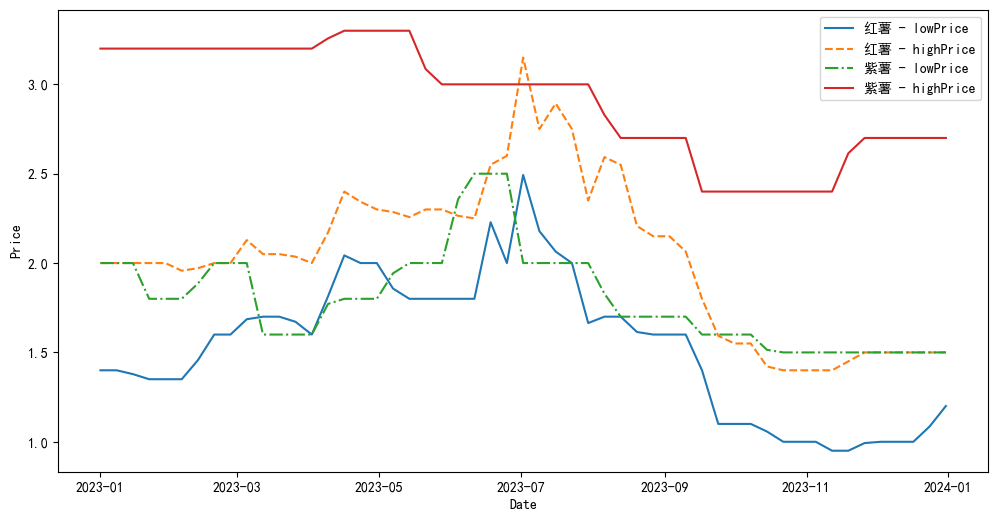 红薯 - lowPrice
红薯 - highPrice
紫薯 - lowPrice
紫薯 - highPrice
Price
3.0
2.5
2.0
1.5
1.0
2023-01 2023-03 2023-05 2023-07 2023-09 2023-11 2024-01
Date